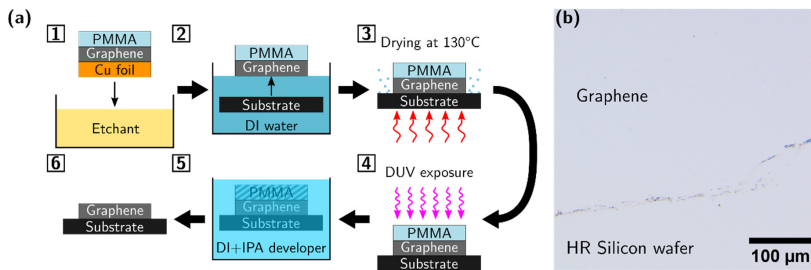 (a)
1
PMMA
Graphene
Cu foil
Etchant
2
PMMA
Graphene
Substrate
DI water
3
Drying at 130°C
PMMA
Graphene
Substrate
6
Graphene
Substrate
5
PMMA
Graphene
Substrate
DI+IPA developer
4
DUV exposure
PMMA
Graphene
Substrate
(b)
Graphene
HR Silicon wafer
100 µm